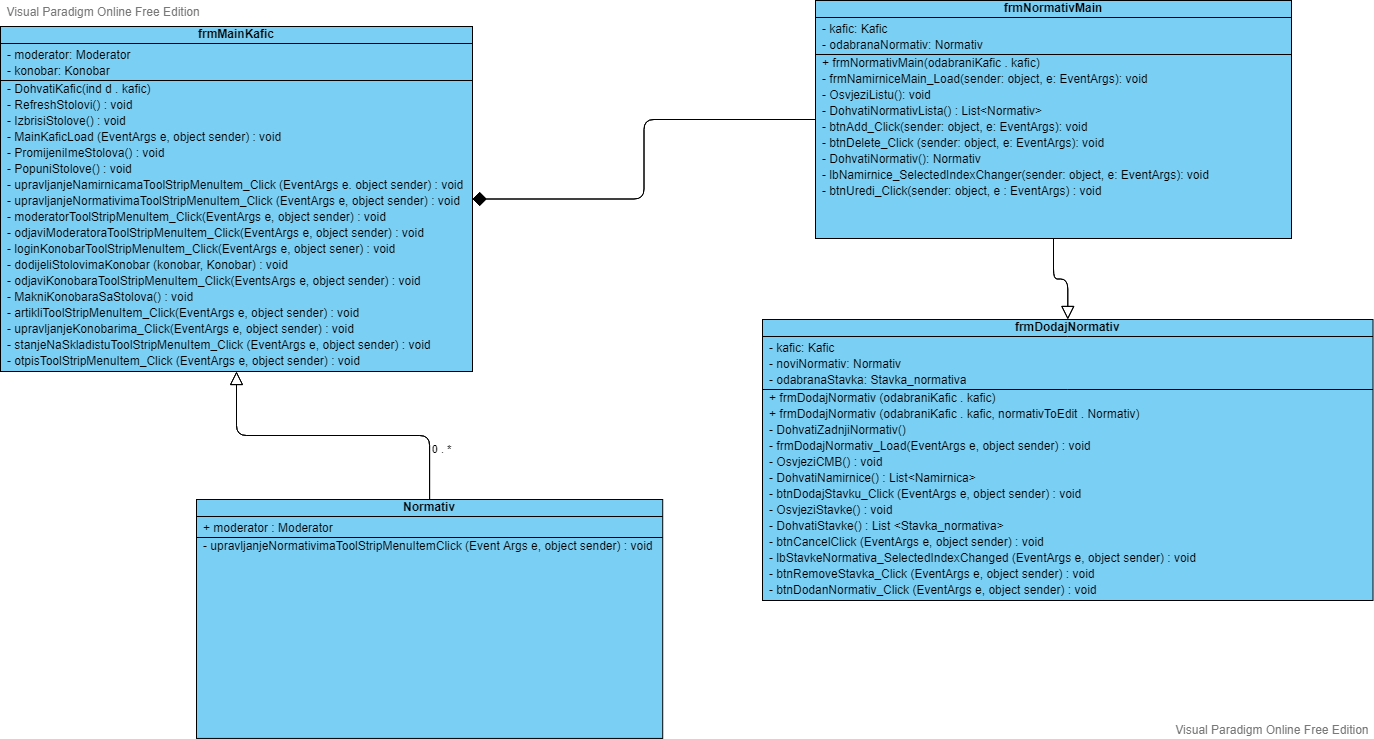 Visual Paradigm Online Free Edition
frmMainKafic
- moderator: Moderator
- konobar: Konobar
- DohvatiKafic(ind d . kafic)
- RefreshStolovi() : void
- IzbrisiStolove() : void
- MainKaficLoad (EventArgs e, object sender) : void
- PromijeniImeStolova() : void
- PopuniStolove() : void
- upravljanjeNamirnicamaToolStripMenuItem_Click (EventArgs e. object sender) : void
- upravljanjeNormativimaToolStripMenuItem_Click (EventArgs e, object sender) : void
- moderatorToolStripMenuItem_Click(EventArgs e, object sender) : void
- odjaviModeratoraToolStripMenuItem_Click(EventArgs e, object sender) : void
- loginKonobarToolStripMenuItem_Click(EventArgs e, object sener) : void
- dodijeliStolovimaKonobar (konobar, Konobar) : void
- odjaviKonobaraToolStripMenuItem_Click(EventsArgs e, object sender) : void
- MakniKonobaraSaStolova() : void
- artikliToolStripMenuItem_Click(EventArgs e, object sender) : void
- upravljanjeKonobarima_Click(EventArgs e, object sender) : void
- stanjeNaSkladistuToolStripMenuItem_Click (EventArgs e, object sender) : void
- otpisToolStripMenuItem_Click (EventArgs e, object sender) : void
frmNormativMain
- kafic: Kafic
- odabranaNormativ: Normativ
+ frmNormativMain(odabraniKafic . kafic)
- frmNamirniceMain_Load(sender: object, e: EventArgs): void
- OsvjeziListu(): void
- DohvatiNormativLista() : List<Normativ>
- btnAdd_Click(sender: object, e: EventArgs): void
- btnDelete_Click (sender: object, e: EventArgs): void
- DohvatiNormativ(): Normativ
- lbNamirnice_SelectedIndexChanger(sender: object, e: EventArgs): void
- btnUredi_Click(sender: object, e : EventArgs) : void
frmDodajNormativ
- kafic: Kafic
- noviNormativ: Normativ
- odabranaStavka: Stavka_normativa
+ frmDodajNormativ (odabraniKafic . kafic)
+ frmDodajNormativ (odabraniKafic . kafic, normativToEdit . Normativ)
- DohvatiZadnjiNormativ()
- frmDodajNormativ_Load(EventArgs e, object sender) : void
- OsvjeziCMB() : void
- DohvatiNamirnice() : List<Namirnica>
- btnDodajStavku_Click (EventArgs e, object sender) : void
- OsvjeziStavke() : void
- DohvatiStavke() : List <Stavka_normativa>
- btnCancelClick (EventArgs e, object sender) : void
- lbStavkeNormativa_SelectedIndexChanged (EventArgs e, object sender) : void
- btnRemoveStavka_Click (EventArgs e, object sender) : void
- btnDodanNormativ_Click (EventArgs e, object sender) : void
0 . *
Normativ
+ moderator : Moderator
- upravljanjeNormativimaToolStripMenuItemClick (Event Args e, object sender) : void
Visual Paradigm Online Free Edition